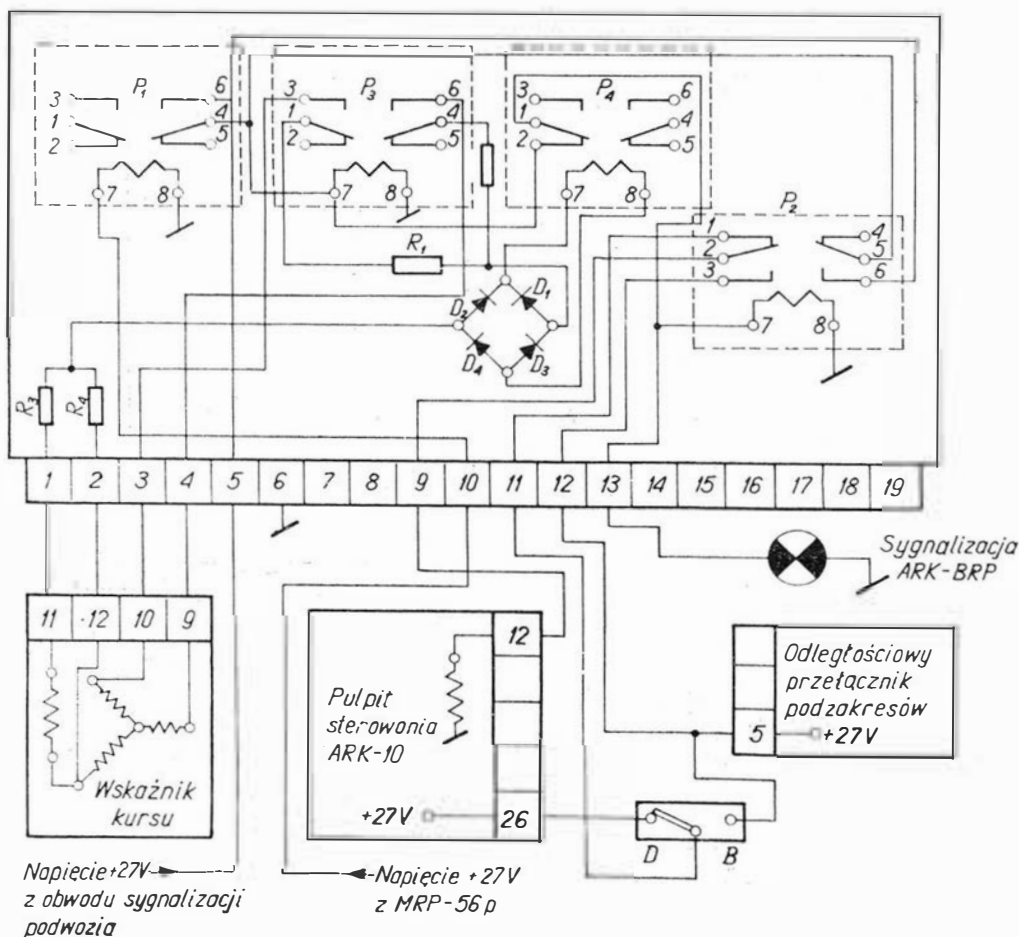 P₁
3
6
1
4
2
5
7
8
P₃
3
6
1
4
2
5
7
8
P₄
3
6
1
4
2
5
7
8
P₂
1
4
2
5
3
6
7
8
R₁
D₂
D₁
D₄
D₃
R₃
R₄
1 2 3 4 5 6 7 8 9 10 11 12 13 14 15 16 17 18 19
11 12 10 9
Wskaźnik
kursu
Napięcie +27V
z obwodu sygnalizacji
podwozia
Napięcie +27V
z MRP-56p
12
Pulpit
sterowania
ARK-10
+27V
26
Sygnalizacja
ARK-BRP
Odległościowy
przełącznik
podzakresów
5
+27V
D B